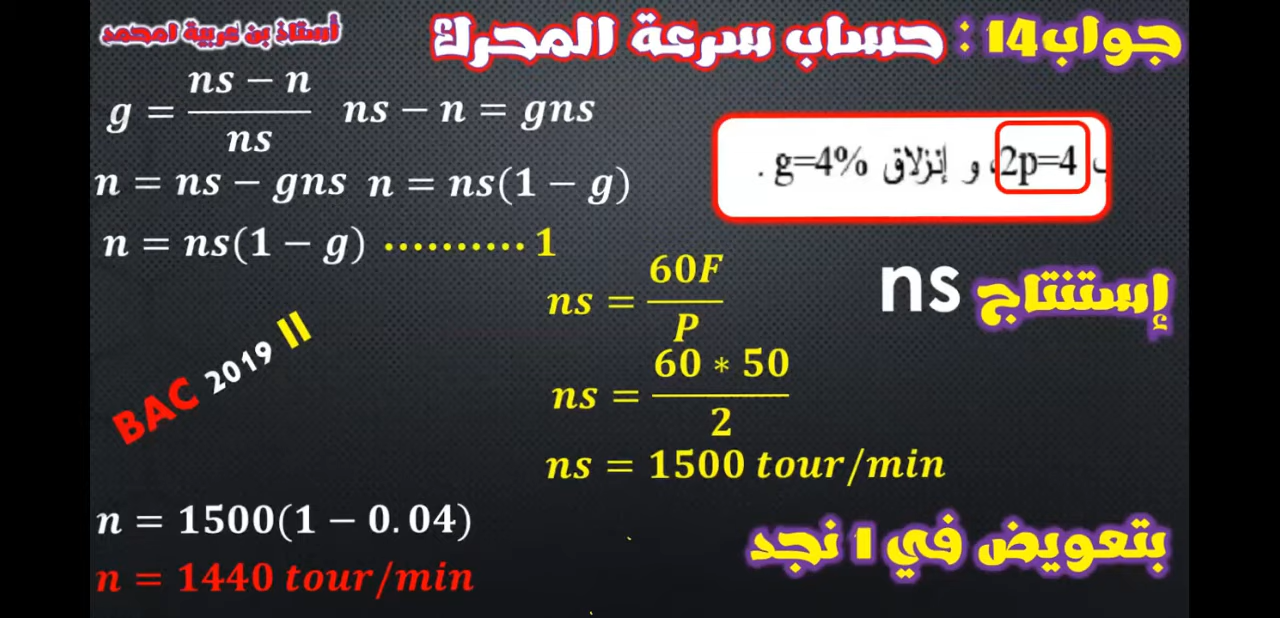 جواب14 : حساب سرعة المحرك
أستاذ بن عربية امحمد
g = (ns − n)/ns   ns − n = gns
2p=4، و إنزلاق g=4% .
n = ns − gns   n = ns(1 − g)
n = ns(1 − g) .......... 1
إستنتاج ns
ns = 60F/P
ns = (60 * 50)/2
BAC 2019 II
ns = 1500 tour/min
بتعويض في 1 نجد
n = 1500(1 − 0.04)
n = 1440 tour/min